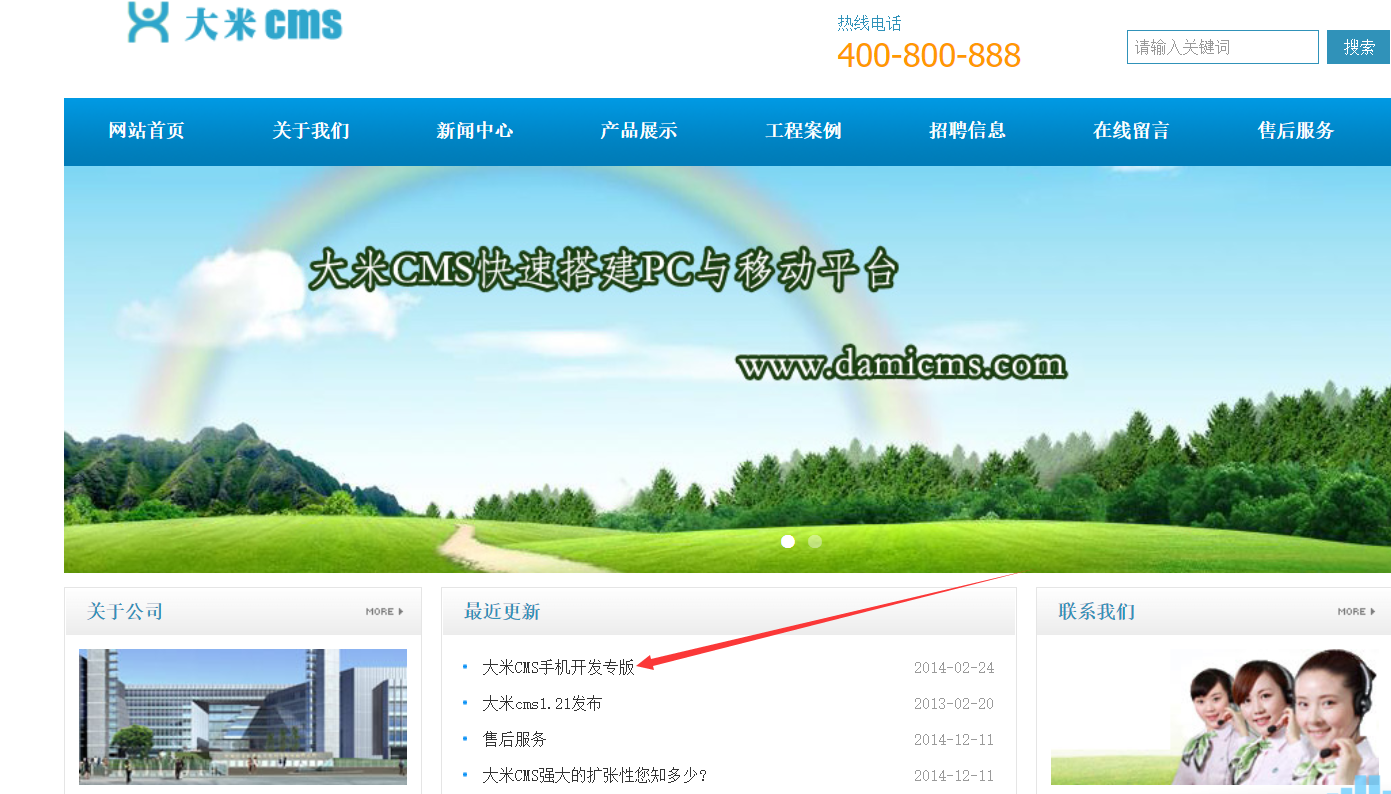 大米cms
热线电话
400-800-888
请输入关键词 搜索
网站首页 关于我们 新闻中心 产品展示 工程案例 招聘信息 在线留言 售后服务
大米CMS快速搭建PC与移动平台
www.damicms.com
关于公司 MORE
最近更新
大米CMS手机开发专版 2014-02-24
大米cms1.21发布 2013-02-20
售后服务 2014-12-11
大米CMS强大的扩张性您知多少? 2014-12-11
联系我们 MORE